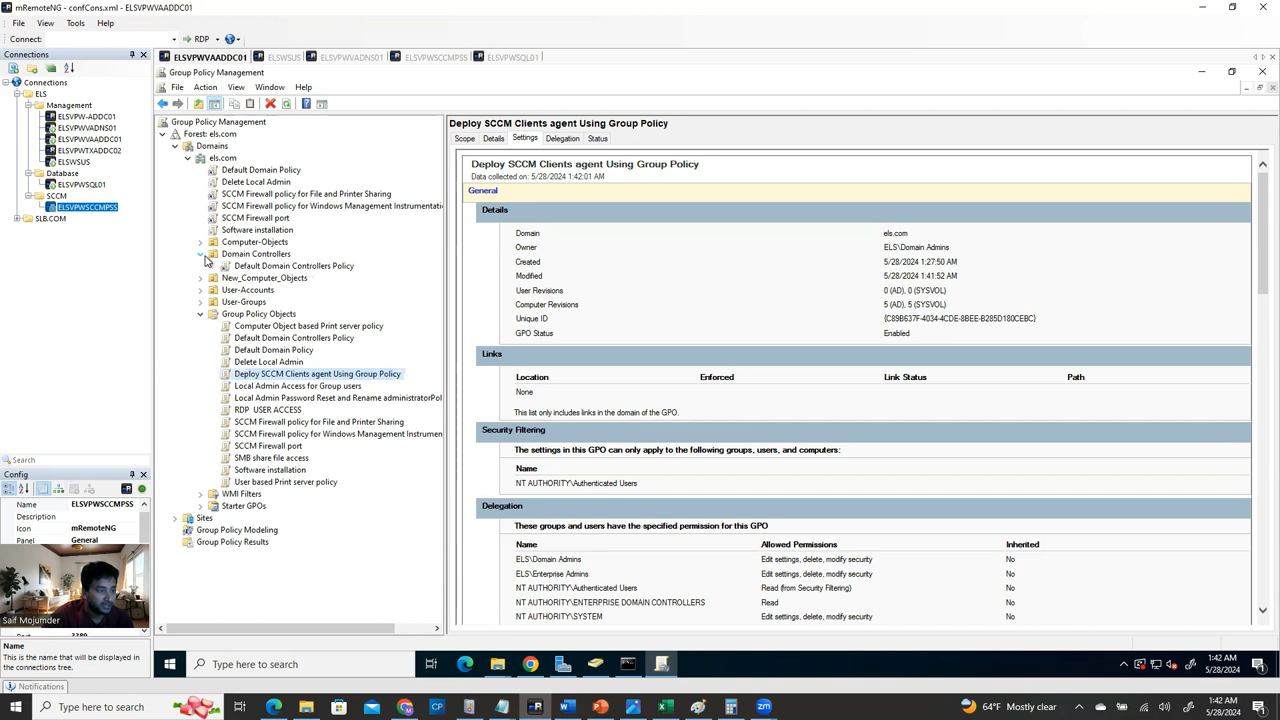 mRemoteNG - confCons.xml - ELSVPWVAADDC01
File View Tools Help
Connect: RDP
Connections
Connections
ELS
Management
ELSVPW-ADDC01
ELSVPWVADNS01
ELSVPWVAADDC01
ELSVPWTXADDC02
ELSWSUS
Database
ELSVPWSQL01
SCCM
ELSVPWSCCMPSS
SLB.COM
Search
Config
Name ELSVPWSCCMPSS
Description
Icon mRemoteNG
Panel General
Saif Mojumder
Port 3389
Name
This is the name that will be displayed in the connections tree.
Notifications
ELSVPWVAADDC01 ELSWSUS ELSVPWVADNS01 ELSVPWSCCMPSS ELSVPWSQL01
Group Policy Management
File Action View Window Help
Group Policy Management
Forest: els.com
Domains
els.com
Default Domain Policy
Delete Local Admin
SCCM Firewall policy for File and Printer Sharing
SCCM Firewall policy for Windows Management Instrumentatio
SCCM Firewall port
Software installation
Computer-Objects
Domain Controllers
Default Domain Controllers Policy
New_Computer_Objects
User-Accounts
User-Groups
Group Policy Objects
Computer Object based Print server policy
Default Domain Controllers Policy
Default Domain Policy
Delete Local Admin
Deploy SCCM Clients agent Using Group Policy
Local Admin Access for Group users
Local Admin Password Reset and Rename administratorPol
RDP USER ACCESS
SCCM Firewall policy for File and Printer Sharing
SCCM Firewall policy for Windows Management Instrumen
SCCM Firewall port
SMB share file access
Software installation
User based Print server policy
WMI Filters
Starter GPOs
Sites
Group Policy Modeling
Group Policy Results
Deploy SCCM Clients agent Using Group Policy
Scope Details Settings Delegation Status
Deploy SCCM Clients agent Using Group Policy
Data collected on: 5/28/2024 1:42:01 AM
General
Details
Domain els.com
Owner ELS\Domain Admins
Created 5/28/2024 1:27:50 AM
Modified 5/28/2024 1:41:52 AM
User Revisions 0 (AD), 0 (SYSVOL)
Computer Revisions 5 (AD), 5 (SYSVOL)
Unique ID {C89B637F-4034-4CDE-8BEE-B285D180CEBC}
GPO Status Enabled
Links
Location Enforced Link Status Path
None
This list only includes links in the domain of the GPO.
Security Filtering
The settings in this GPO can only apply to the following groups, users, and computers:
Name
NT AUTHORITY\Authenticated Users
Delegation
These groups and users have the specified permission for this GPO
Name Allowed Permissions Inherited
ELS\Domain Admins Edit settings, delete, modify security No
ELS\Enterprise Admins Edit settings, delete, modify security No
NT AUTHORITY\Authenticated Users Read (from Security Filtering) No
NT AUTHORITY\ENTERPRISE DOMAIN CONTROLLERS Read No
NT AUTHORITY\SYSTEM Edit settings, delete, modify security No
Type here to search
1:42 AM
5/28/2024
Type here to search
64°F Mostly clear
1:42 AM
5/28/2024